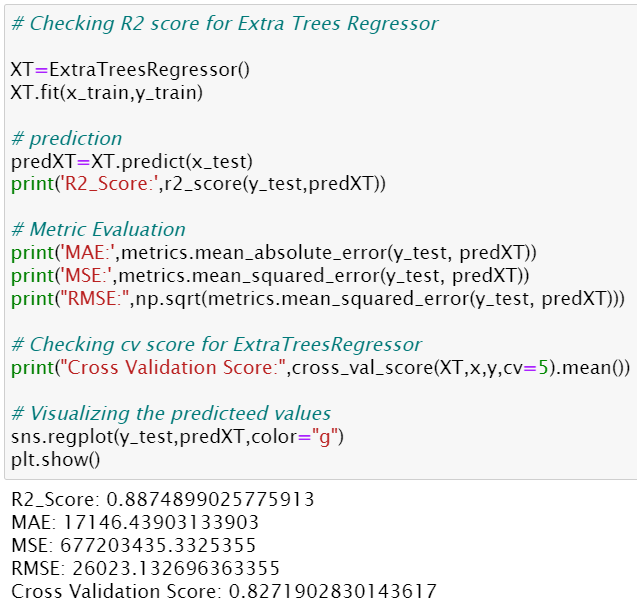 # Checking R2 score for Extra Trees Regressor
XT=ExtraTreesRegressor()
XT.fit(x_train,y_train)
# prediction
predXT=XT.predict(x_test)
print('R2_Score:',r2_score(y_test,predXT))
# Metric Evaluation
print('MAE:',metrics.mean_absolute_error(y_test, predXT))
print('MSE:',metrics.mean_squared_error(y_test, predXT))
print("RMSE:",np.sqrt(metrics.mean_squared_error(y_test, predXT)))
# Checking cv score for ExtraTreesRegressor
print("Cross Validation Score:",cross_val_score(XT,x,y,cv=5).mean())
# Visualizing the predicteed values
sns.regplot(y_test,predXT,color="g")
plt.show()
R2_Score: 0.8874899025775913
MAE: 17146.43903133903
MSE: 677203435.3325355
RMSE: 26023.132696363355
Cross Validation Score: 0.8271902830143617